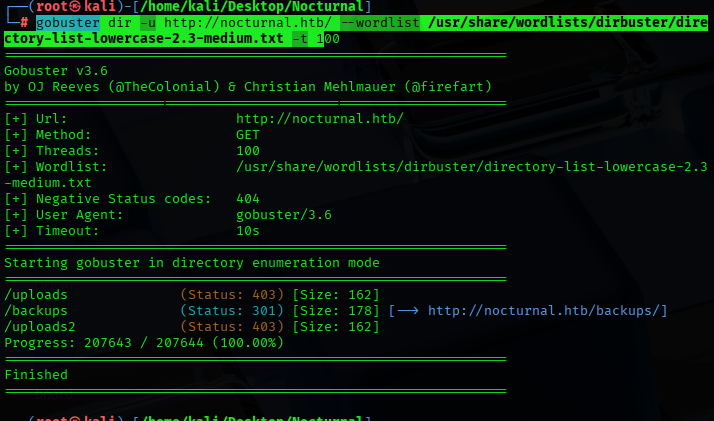 ┌──(root㉿kali)-[/home/kali/Desktop/Nocturnal]
└─# gobuster dir -u http://nocturnal.htb/ --wordlist /usr/share/wordlists/dirbuster/dire
ctory-list-lowercase-2.3-medium.txt -t 100
===============================================================
Gobuster v3.6
by OJ Reeves (@TheColonial) & Christian Mehlmauer (@firefart)
===============================================================
[+] Url:                     http://nocturnal.htb/
[+] Method:                  GET
[+] Threads:                 100
[+] Wordlist:                /usr/share/wordlists/dirbuster/directory-list-lowercase-2.3
-medium.txt
[+] Negative Status codes:   404
[+] User Agent:              gobuster/3.6
[+] Timeout:                 10s
===============================================================
Starting gobuster in directory enumeration mode
===============================================================
/uploads              (Status: 403) [Size: 162]
/backups              (Status: 301) [Size: 178] [--> http://nocturnal.htb/backups/]
/uploads2             (Status: 403) [Size: 162]
Progress: 207643 / 207644 (100.00%)
===============================================================
Finished
===============================================================
┌──(root㉿kali)-[/home/kali/Desktop/Nocturnal]